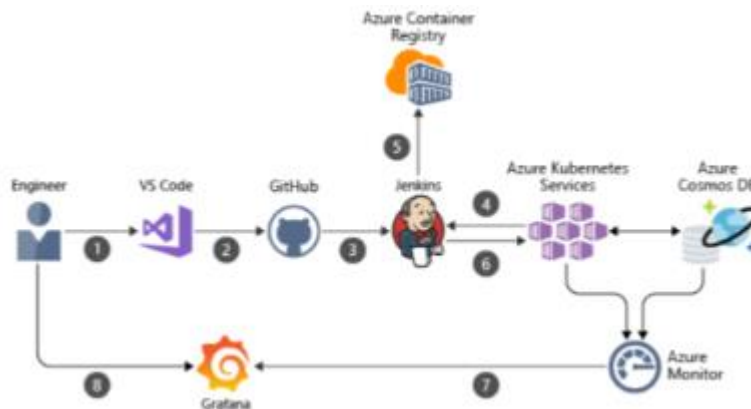 Azure Container
Registry
5
Engineer
VS Code
GitHub
Jenkins
Azure Kubernetes
Services
Azure
Cosmos DB
1
2
3
4
6
8
Grafana
7
Azure
Monitor